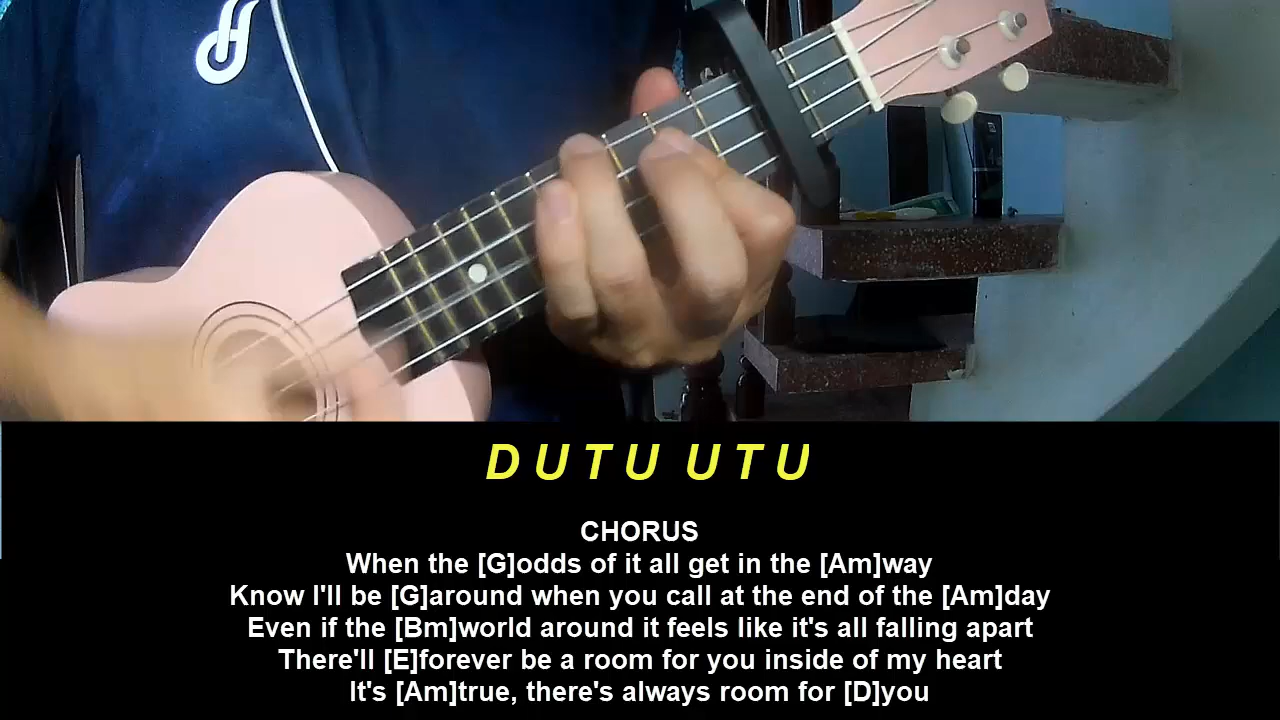 D U T U  U T U
CHORUS
When the [G]odds of it all get in the [Am]way
Know I'll be [G]around when you call at the end of the [Am]day
Even if the [Bm]world around it feels like it's all falling apart
There'll [E]forever be a room for you inside of my heart
It's [Am]true, there's always room for [D]you